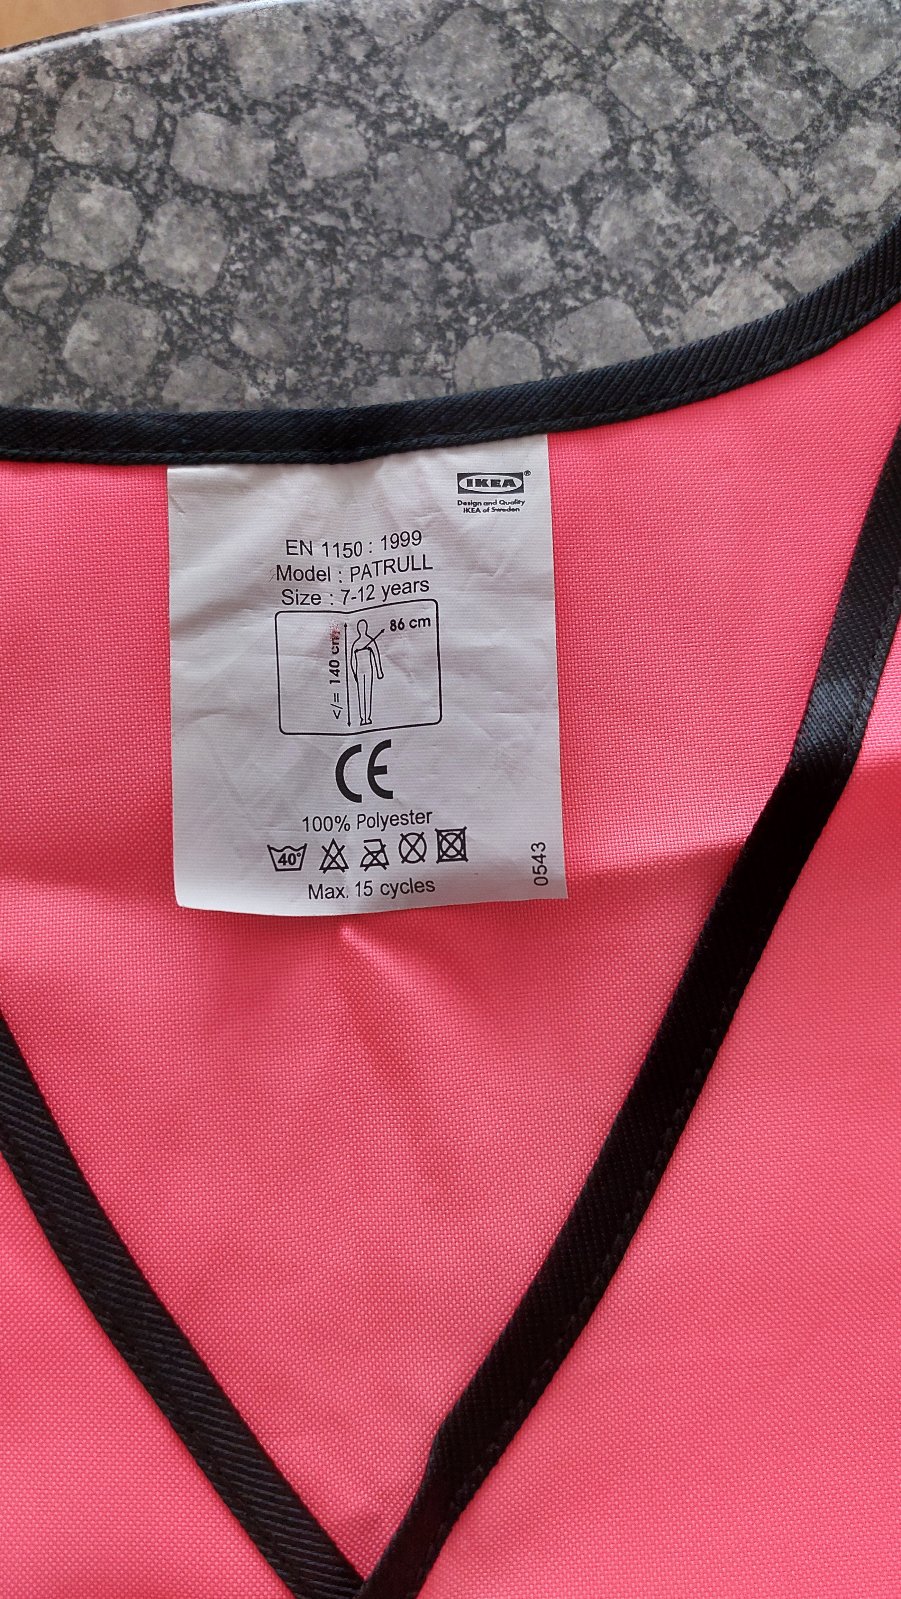 IKEA®
Design and Quality
IKEA of Sweden
EN 1150 : 1999
Model : PATRULL
Size : 7-12 years
86 cm
</= 140 cm
CE
100% Polyester
40°
Max. 15 cycles
0543